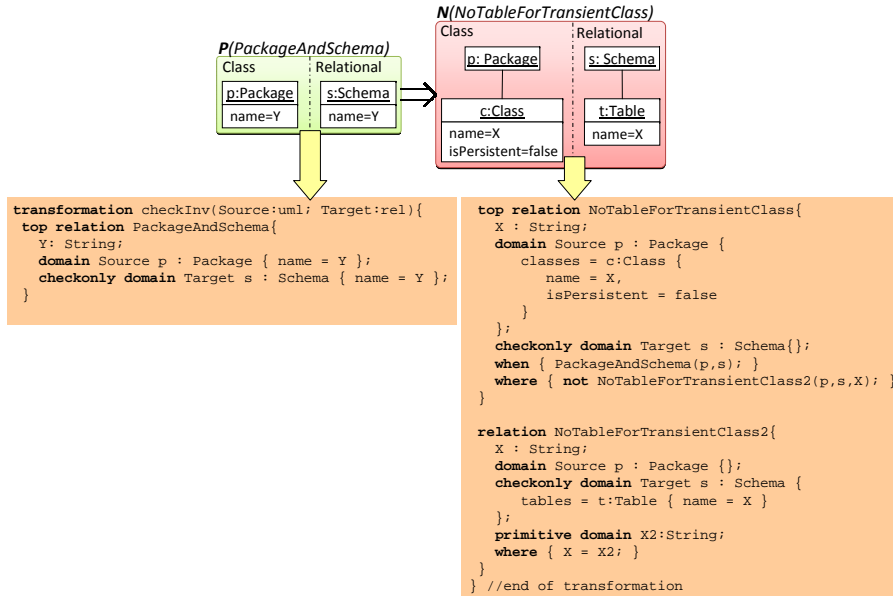 P(PackageAndSchema)
Class
Relational
p:Package
name=Y
s:Schema
name=Y
N(NoTableForTransientClass)
Class
Relational
p: Package
s: Schema
c:Class
name=X
isPersistent=false
t:Table
name=X
transformation checkInv(Source:uml; Target:rel){
top relation PackageAndSchema{
Y: String;
domain Source p : Package { name = Y };
checkonly domain Target s : Schema { name = Y };
}
top relation NoTableForTransientClass{
X : String;
domain Source p : Package {
classes = c:Class {
name = X,
isPersistent = false
}
};
checkonly domain Target s : Schema{};
when { PackageAndSchema(p,s); }
where { not NoTableForTransientClass2(p,s,X); }
}
relation NoTableForTransientClass2{
X : String;
domain Source p : Package {};
checkonly domain Target s : Schema {
tables = t:Table { name = X }
};
primitive domain X2:String;
where { X = X2; }
}
} //end of transformation